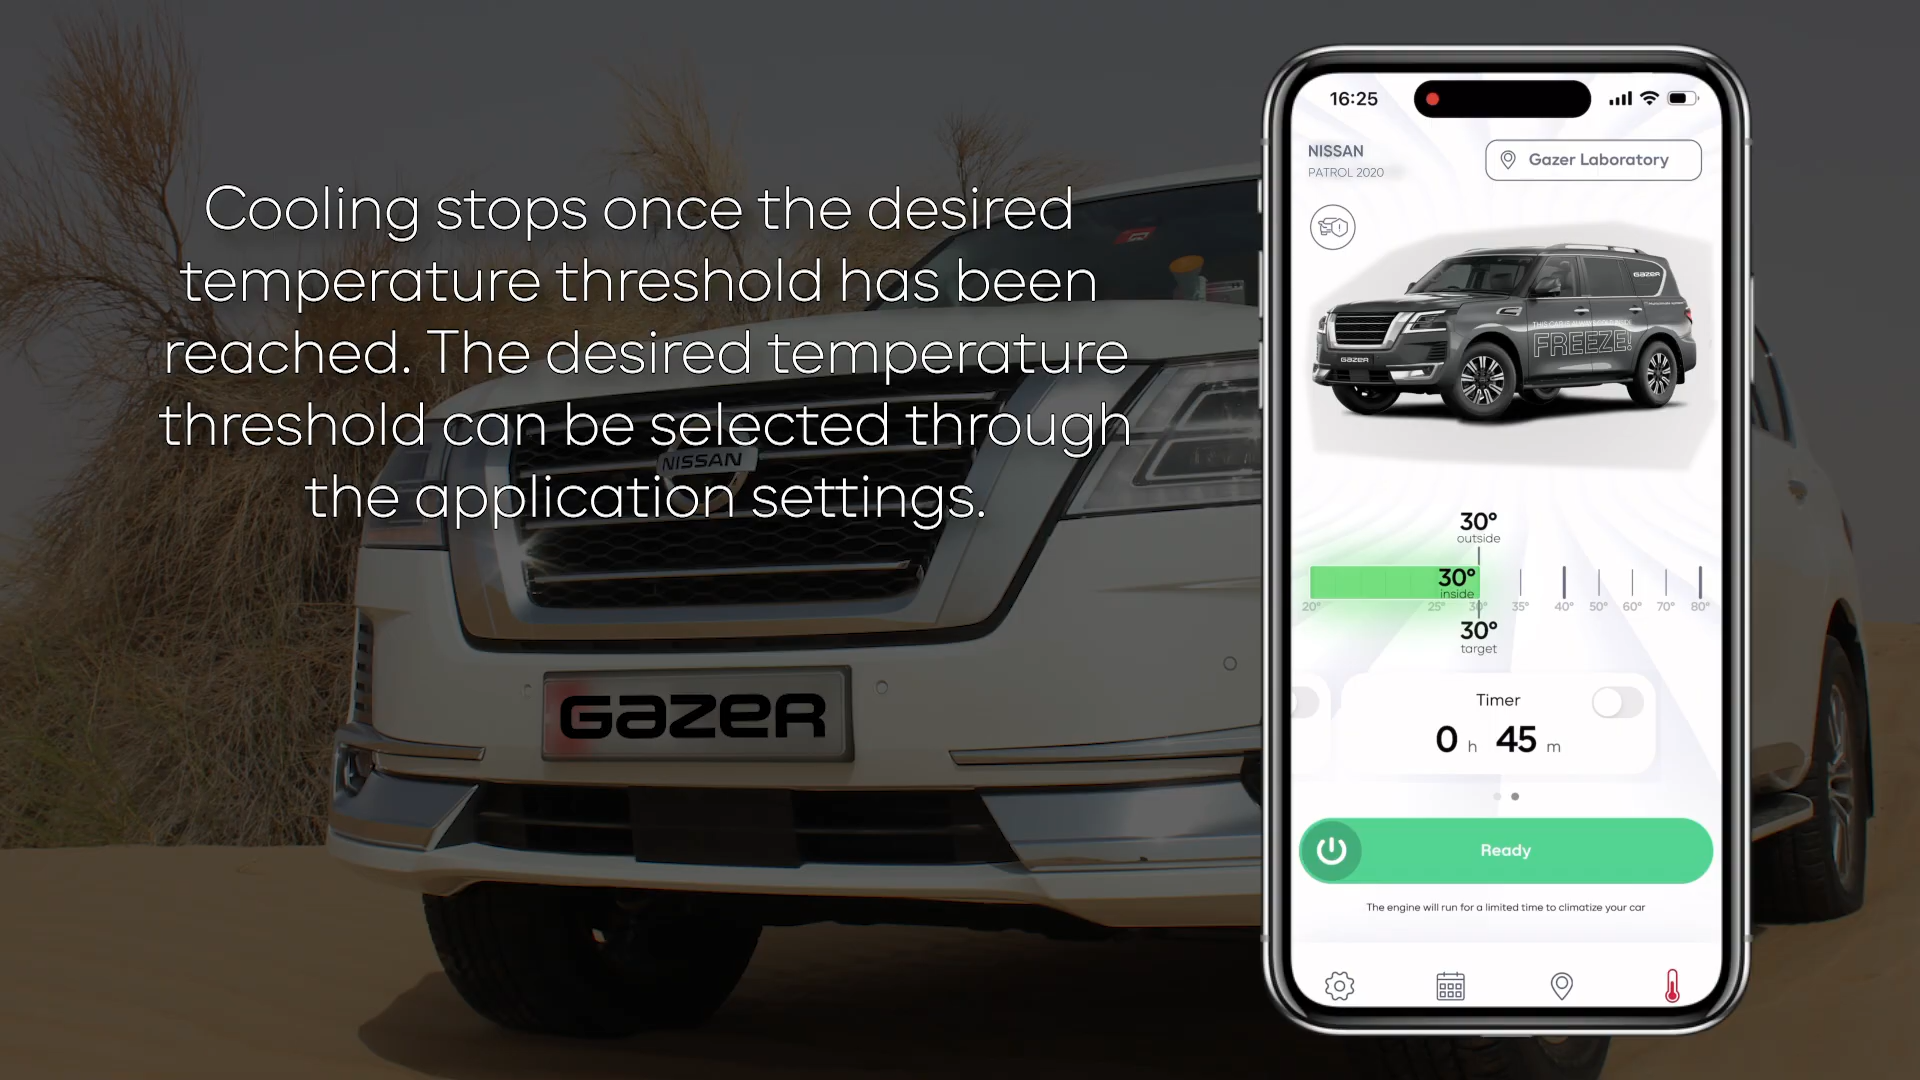 Cooling stops once the desired
temperature threshold has been
reached. The desired temperature
threshold can be selected through
the application settings.
NISSAN
GAZER
16:25
NISSAN
PATROL 2020
Gazer Laboratory
GAZER
FREEZE!
GAZER
30°
outside
30°
inside
20° 25° 30° 35° 40° 50° 60° 70° 80°
30°
target
Timer
0 h 45 m
Ready
The engine will run for a limited time to climatize your car